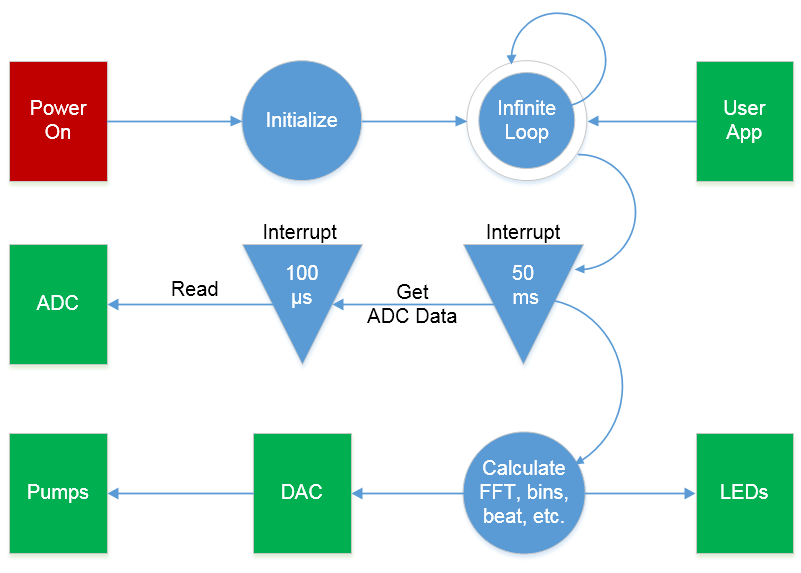 Power
On
Initialize
Infinite
Loop
User
App
Interrupt
Interrupt
ADC
Read
100
µs
Get
ADC Data
50
ms
Pumps
DAC
Calculate
FFT, bins,
beat, etc.
LEDs